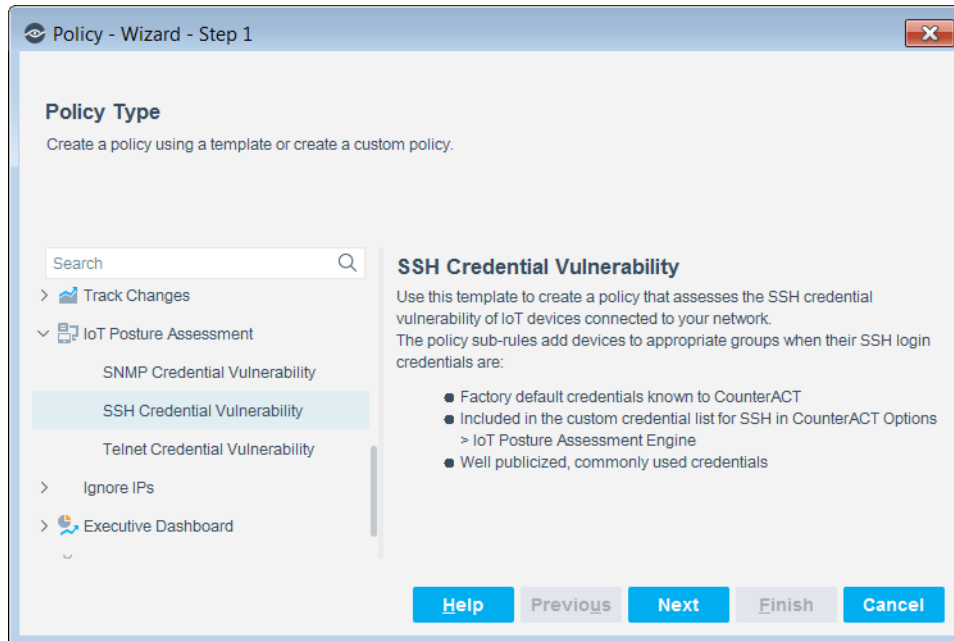 Policy - Wizard - Step 1
Policy Type
Create a policy using a template or create a custom policy.
Search
Track Changes
IoT Posture Assessment
SNMP Credential Vulnerability
SSH Credential Vulnerability
Telnet Credential Vulnerability
Ignore IPs
Executive Dashboard
SSH Credential Vulnerability
Use this template to create a policy that assesses the SSH credential
vulnerability of IoT devices connected to your network.
The policy sub-rules add devices to appropriate groups when their SSH login
credentials are:
Factory default credentials known to CounterACT
Included in the custom credential list for SSH in CounterACT Options
> IoT Posture Assessment Engine
Well publicized, commonly used credentials
Help
Previous
Next
Finish
Cancel